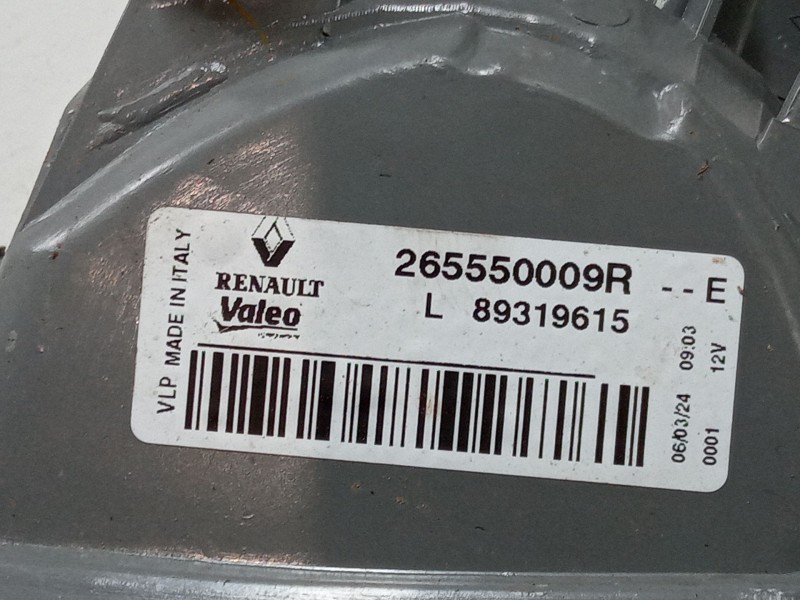 VLP MADE IN ITALY
RENAULT
Valeo
265550009R -- E
L 89319615
06/03/24 09:03
0001 12V